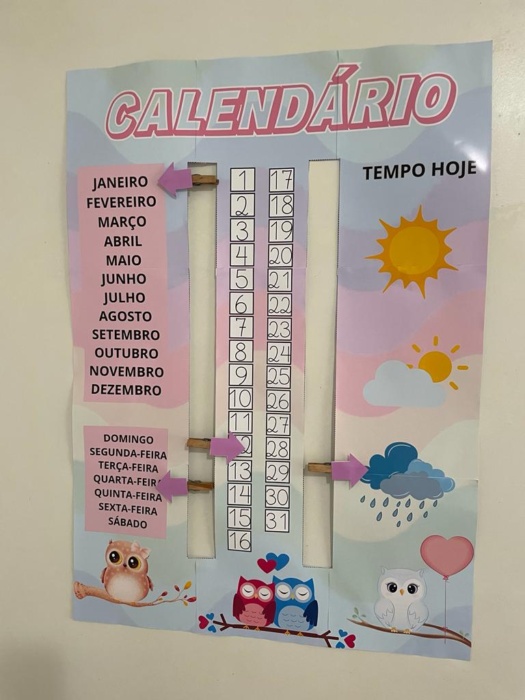 CALENDÁRIO
TEMPO HOJE
JANEIRO
FEVEREIRO
MARÇO
ABRIL
MAIO
JUNHO
JULHO
AGOSTO
SETEMBRO
OUTUBRO
NOVEMBRO
DEZEMBRO
DOMINGO
SEGUNDA-FEIRA
TERÇA-FEIRA
QUARTA-FEIR
QUINTA-FEIRA
SEXTA-FEIRA
SÁBADO
1 17
2 18
3 19
4 20
5 21
6 22
7 23
8 24
9 25
10 26
11 27
2 28
13 29
14 30
15 31
16